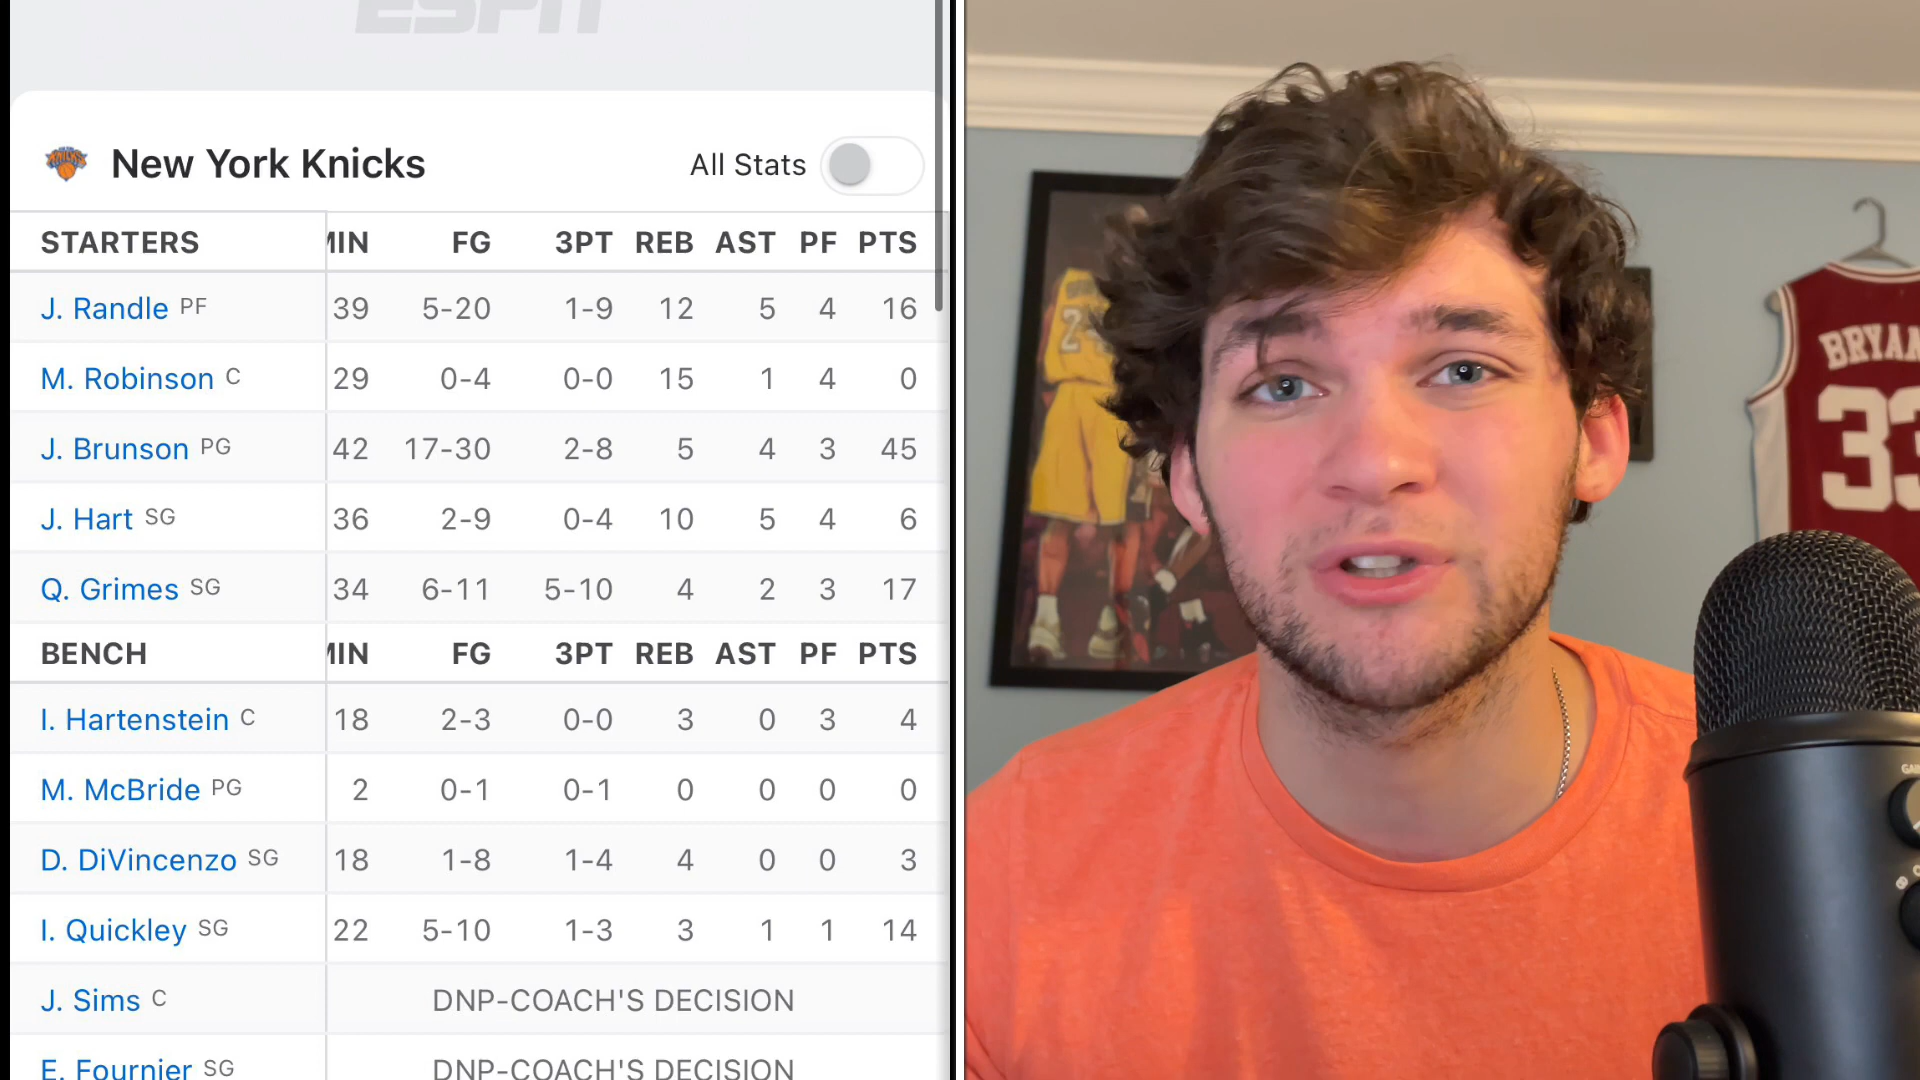 ESPN
New York Knicks All Stats
STARTERS MIN FG 3PT REB AST PF PTS
J. Randle PF 39 5-20 1-9 12 5 4 16
M. Robinson C 29 0-4 0-0 15 1 4 0
J. Brunson PG 42 17-30 2-8 5 4 3 45
J. Hart SG 36 2-9 0-4 10 5 4 6
Q. Grimes SG 34 6-11 5-10 4 2 3 17
BENCH MIN FG 3PT REB AST PF PTS
I. Hartenstein C 18 2-3 0-0 3 0 3 4
M. McBride PG 2 0-1 0-1 0 0 0 0
D. DiVincenzo SG 18 1-8 1-4 4 0 0 3
I. Quickley SG 22 5-10 1-3 3 1 1 14
J. Sims C DNP-COACH'S DECISION
E. Fournier SG DNP-COACH'S DECISION
24
BRYAN
33